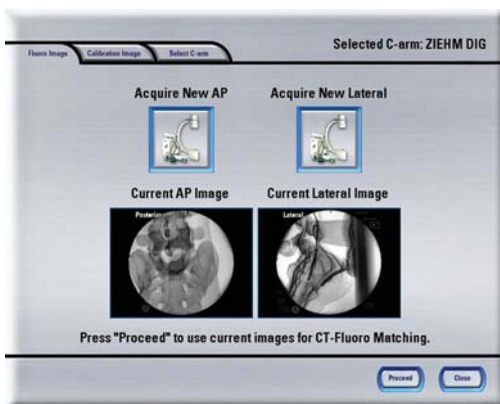 Selected C-arm: ZIEHM DIG
Fluoro Image
Calibration Image
Select C-arm
Acquire New AP
Acquire New Lateral
Current AP Image
Current Lateral Image
Posterior
Lateral
Press "Proceed" to use current images for CT-Fluoro Matching.
Proceed
Close